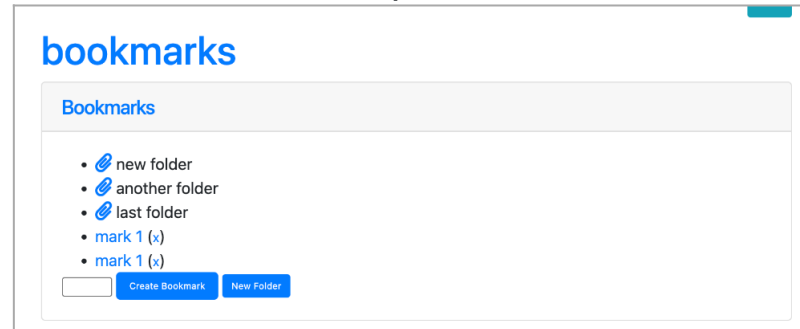 bookmarks
Bookmarks
new folder
another folder
last folder
mark 1 (x)
mark 1 (x)
Create Bookmark New Folder